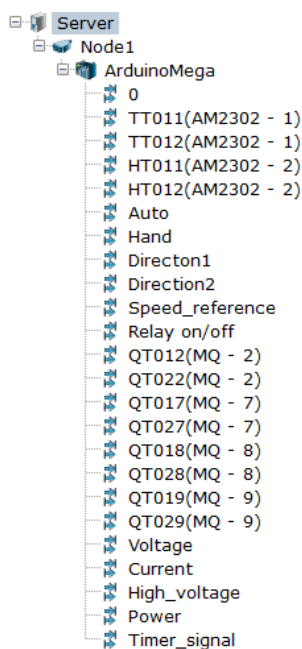 Server
Node1
ArduinoMega
0
TT011(AM2302 - 1)
TT012(AM2302 - 1)
HT011(AM2302 - 2)
HT012(AM2302 - 2)
Auto
Hand
Directon1
Direction2
Speed_reference
Relay on/off
QT012(MQ - 2)
QT022(MQ - 2)
QT017(MQ - 7)
QT027(MQ - 7)
QT018(MQ - 8)
QT028(MQ - 8)
QT019(MQ - 9)
QT029(MQ - 9)
Voltage
Current
High_voltage
Power
Timer_signal